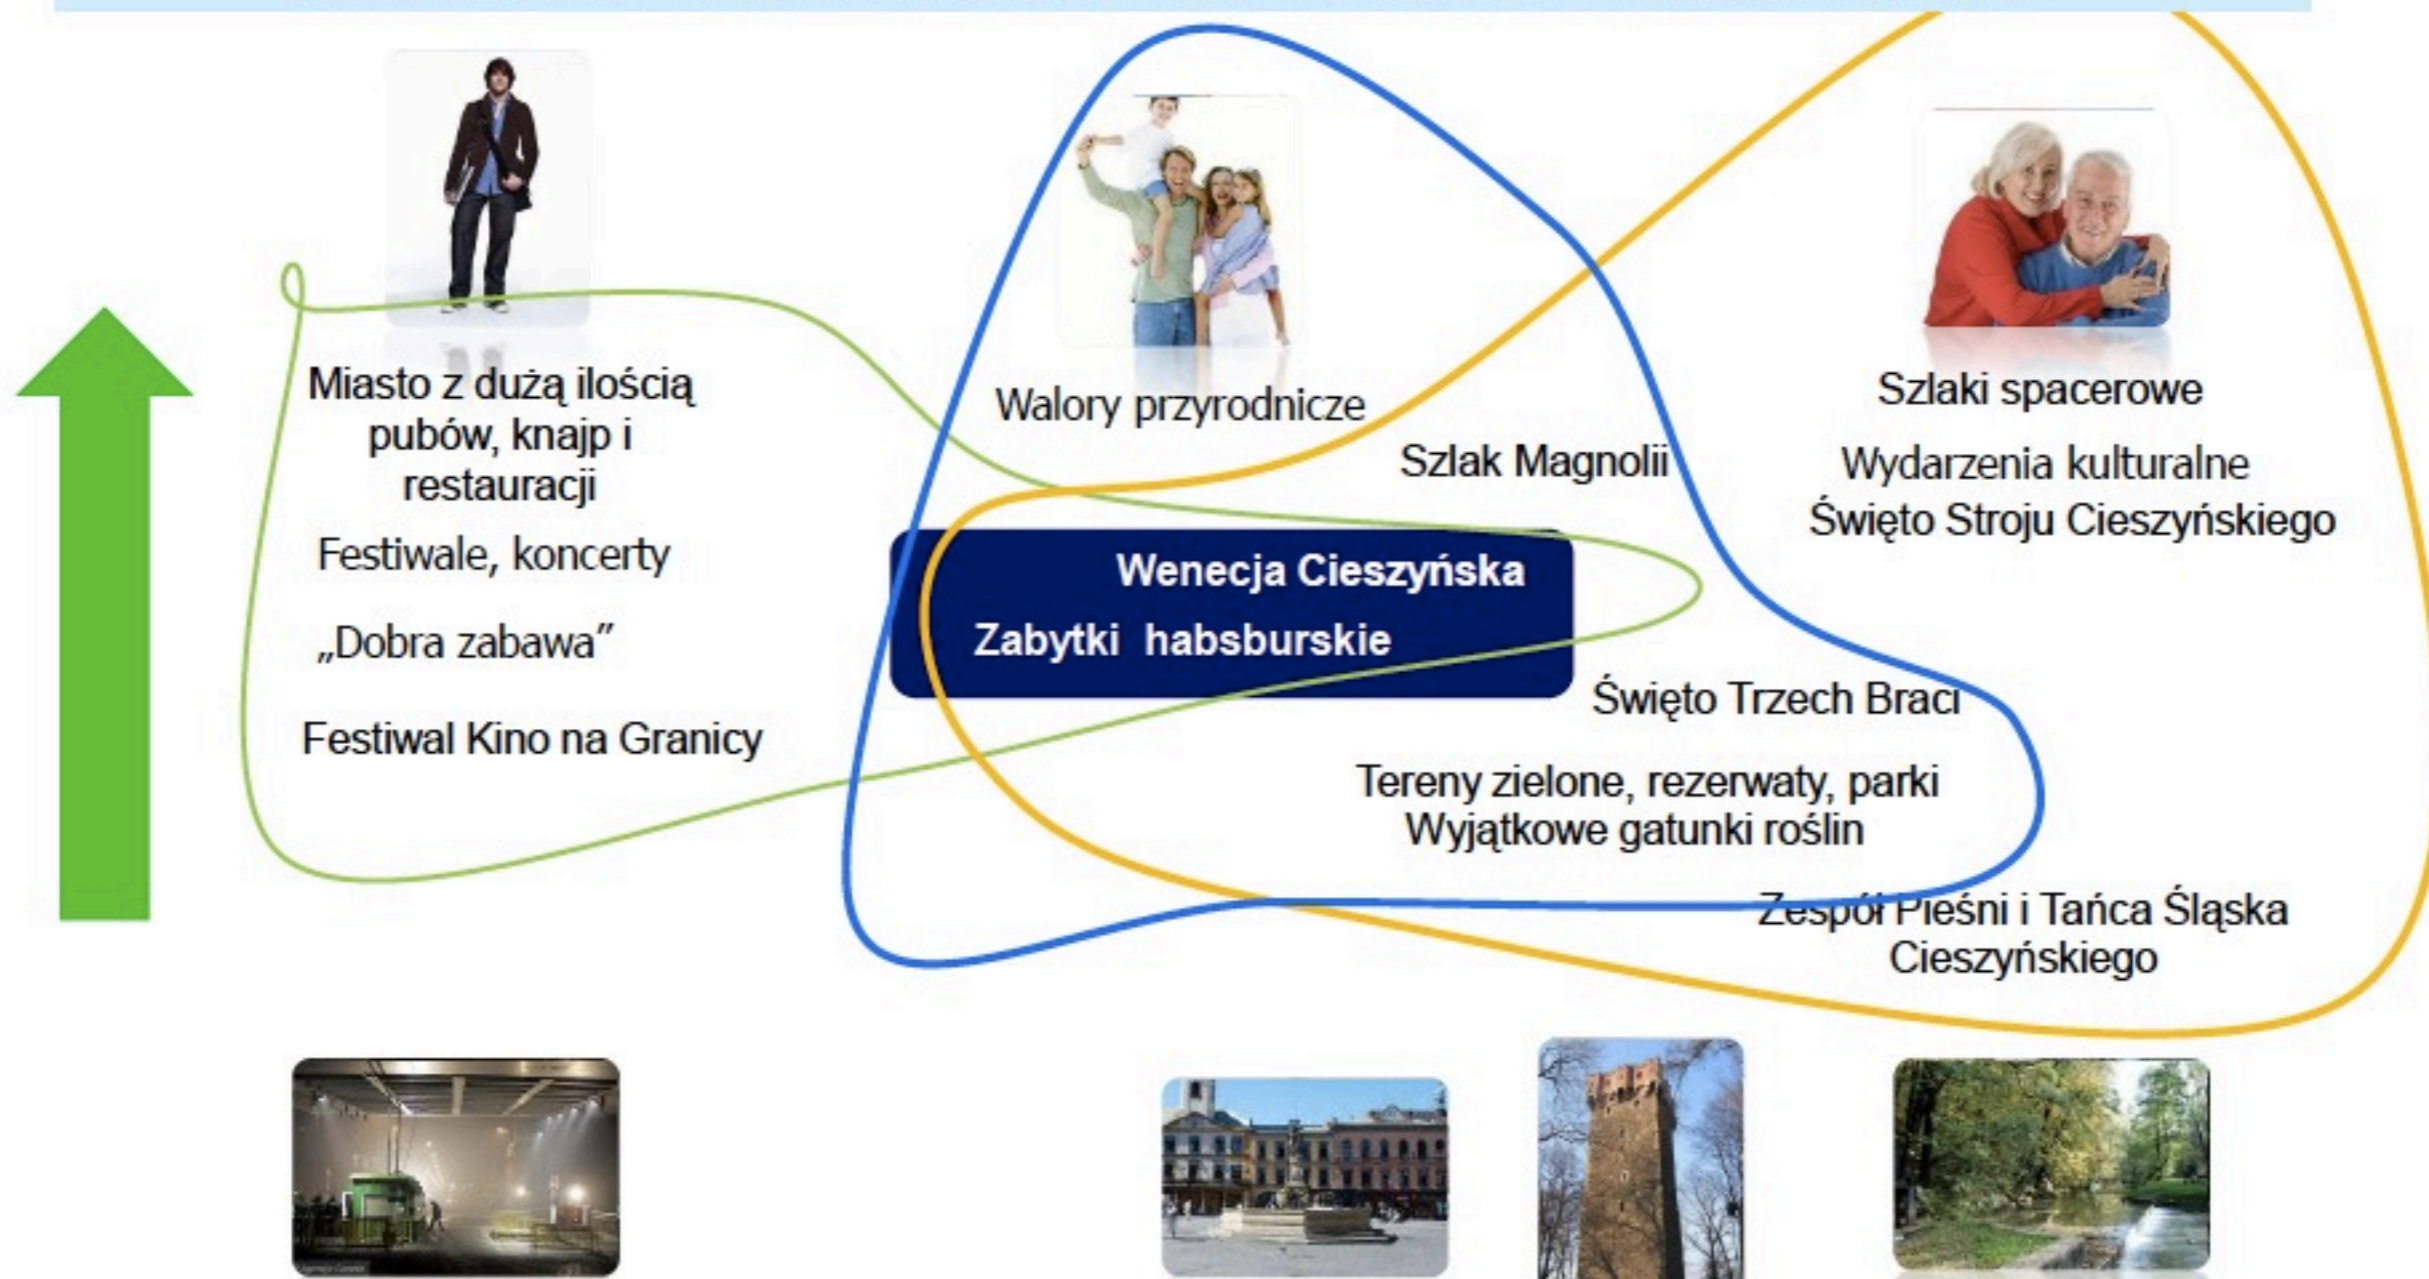 Miasto z dużą ilością
pubów, knajp i
restauracji
Festiwale, koncerty
„Dobra zabawa”
Festiwal Kino na Granicy
Walory przyrodnicze
Szlak Magnolii
Wenecja Cieszyńska
Zabytki habsburskie
Święto Trzech Braci
Tereny zielone, rezerwaty, parki
Wyjątkowe gatunki roślin
Szlaki spacerowe
Wydarzenia kulturalne
Święto Stroju Cieszyńskiego
Zespół Pieśni i Tańca Śląska
Cieszyńskiego